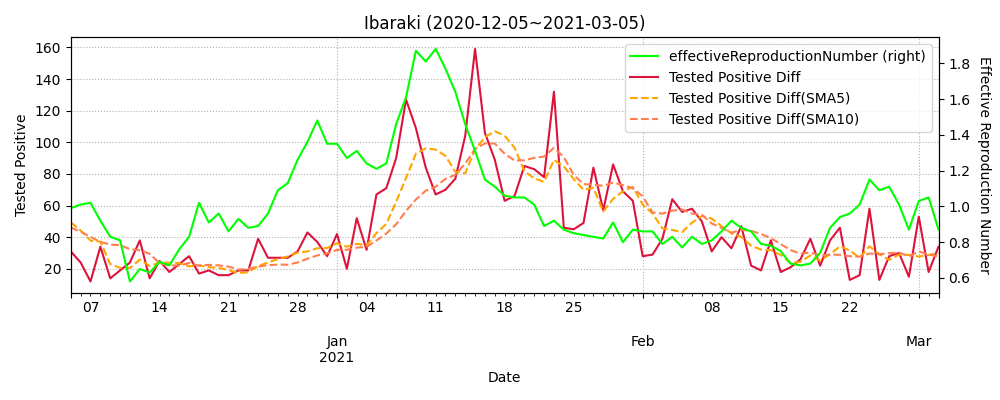 Ibaraki (2020-12-05~2021-03-05)
160
140
120
100
80
60
40
20
Tested Positive
effectiveReproductionNumber (right)
Tested Positive Diff
Tested Positive Diff(SMA5)
Tested Positive Diff(SMA10)
1.8
1.6
1.4
1.2
1.0
0.8
0.6
Effective Reproduction Number
07 14 21 28 04 11 18 25 08 15 22
Jan Feb Mar
2021
Date